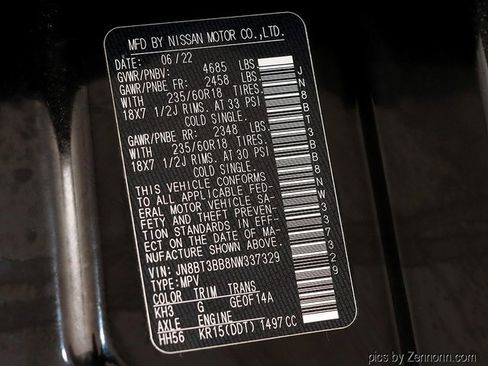 MFD BY NISSAN MOTOR CO.,LTD.
DATE: 06/22
GVWR/PNBV: 4685 LBS.
GAWR/PNBE FR: 2458 LBS.
WITH 235/60R18 TIRES.
18X7 1/2J RIMS. AT 33 PSI
COLD SINGLE.
GAWR/PNBE RR: 2348 LBS.
WITH 235/60R18 TIRES.
18X7 1/2J RIMS. AT 30 PSI
COLD SINGLE.
THIS VEHICLE CONFORMS
TO ALL APPLICABLE FED-
ERAL MOTOR VEHICLE SA-
FETY AND THEFT PREVEN-
TION STANDARDS IN EFF-
ECT ON THE DATE OF MA-
NUFACTURE SHOWN ABOVE.
VIN: JN8BT3BB8NW337329
TYPE: MPV
COLOR TRIM TRANS
KH3 G GE0F14A
AXLE ENGINE
HH56 KR15(DDT) 1497CC
JN8BT3BB8NW337329
pics by Zennonn.com